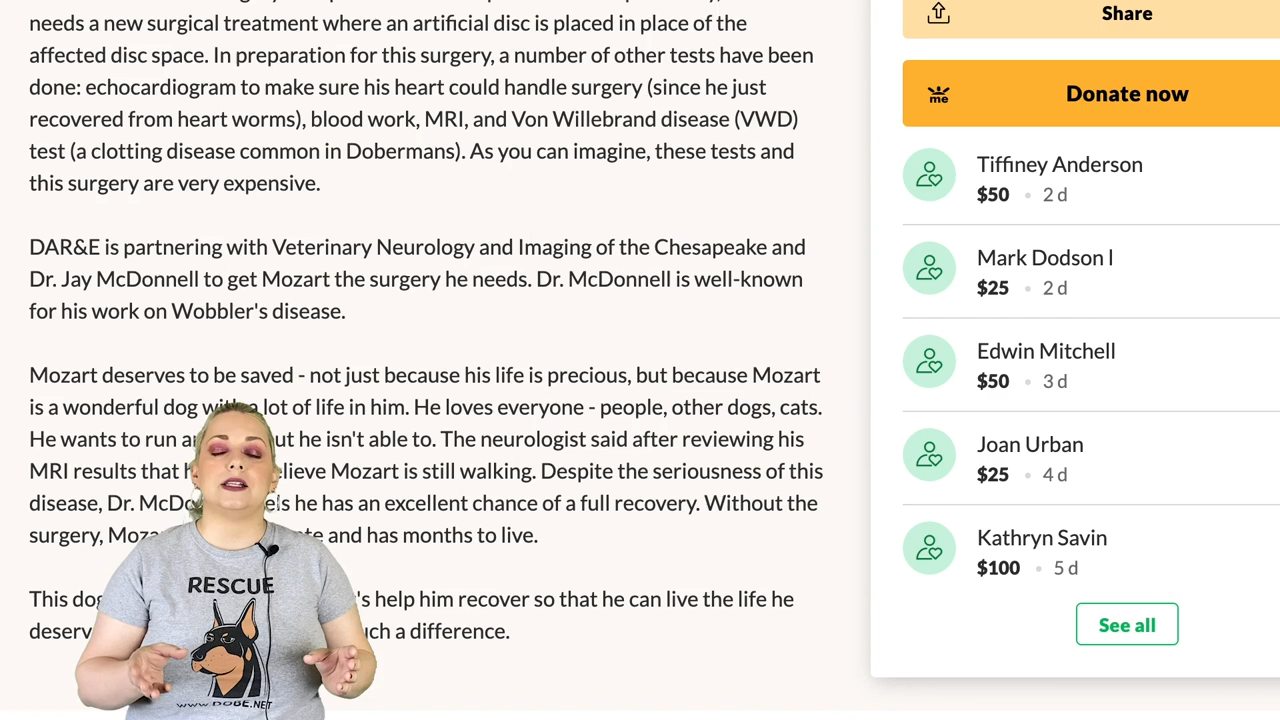 needs a new surgical treatment where an artificial disc is placed in place of the
affected disc space. In preparation for this surgery, a number of other tests have been
done: echocardiogram to make sure his heart could handle surgery (since he just
recovered from heart worms), blood work, MRI, and Von Willebrand disease (VWD)
test (a clotting disease common in Dobermans). As you can imagine, these tests and
this surgery are very expensive.
DAR&E is partnering with Veterinary Neurology and Imaging of the Chesapeake and
Dr. Jay McDonnell to get Mozart the surgery he needs. Dr. McDonnell is well-known
for his work on Wobbler's disease.
Mozart deserves to be saved - not just because his life is precious, but because Mozart
is a wonderful dog with a lot of life in him. He loves everyone - people, other dogs, cats.
He wants to run ut he isn't able to. The neurologist said after reviewing his
MRI results that elieve Mozart is still walking. Despite the seriousness of this
disease, Dr. McDo els he has an excellent chance of a full recovery. Without the
surgery, Moza te and has months to live.
This dog 's help him recover so that he can live the life he
deserv uch a difference.
RESCUE
www.DOBE.NET
Share
me Donate now
Tiffiney Anderson
$50 • 2 d
Mark Dodson l
$25 • 2 d
Edwin Mitchell
$50 • 3 d
Joan Urban
$25 • 4 d
Kathryn Savin
$100 • 5 d
See all